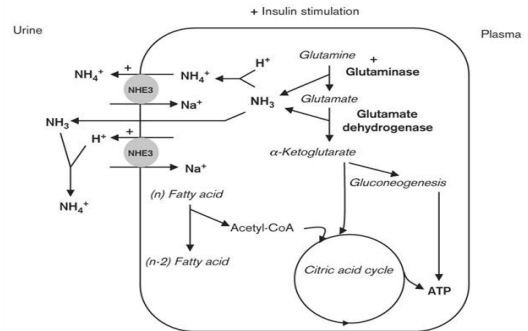 + Insulin stimulation
Urine
Plasma
NH₄⁺
+
NH₄⁺
H⁺
Glutamine
+
Glutaminase
NHE3
Na⁺
NH₃
Glutamate
NH₃
Glutamate
dehydrogenase
H⁺
+
NHE3
Na⁺
α-Ketoglutarate
NH₄⁺
(n) Fatty acid
Gluconeogenesis
Acetyl-CoA
(n-2) Fatty acid
Citric acid cycle
ATP